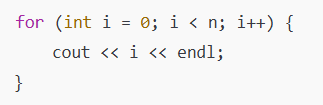 for (int i = 0; i < n; i++) {
    cout << i << endl;
}